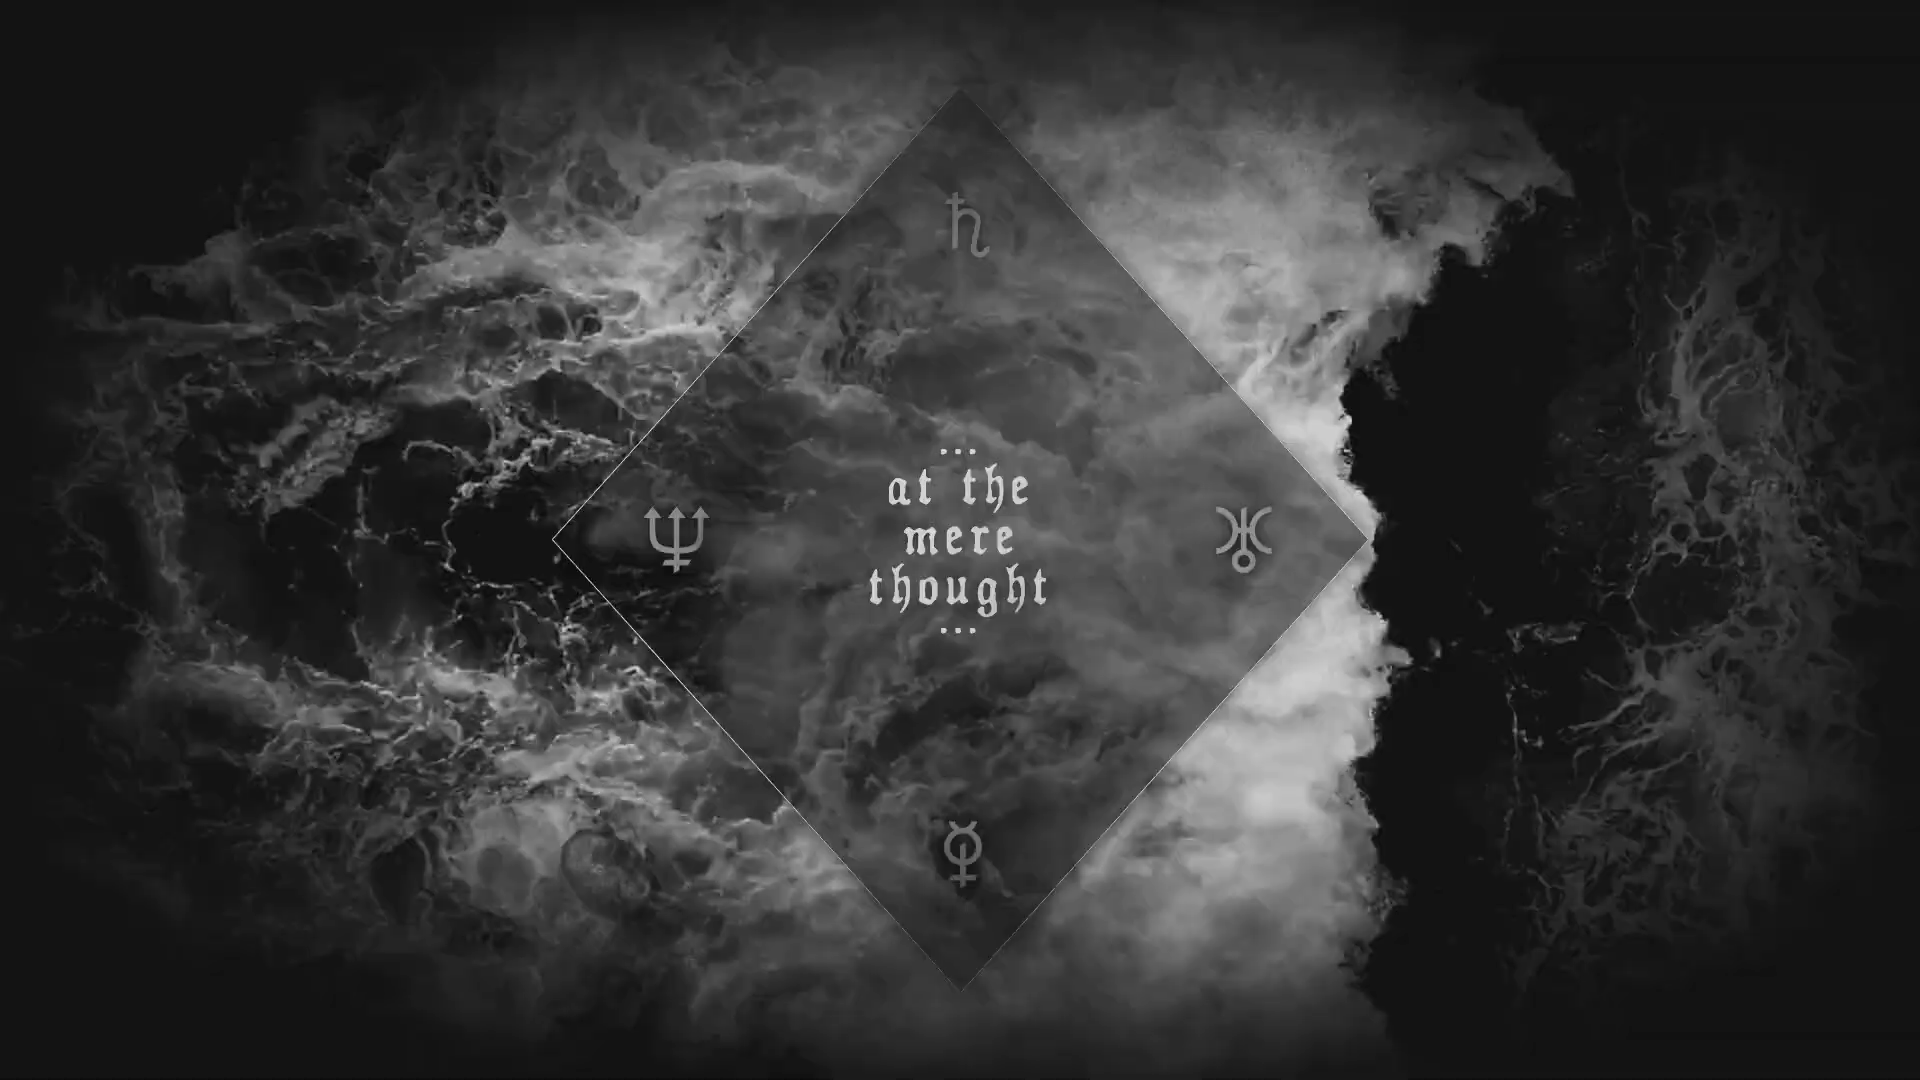 ...
at the
mere
thought
...